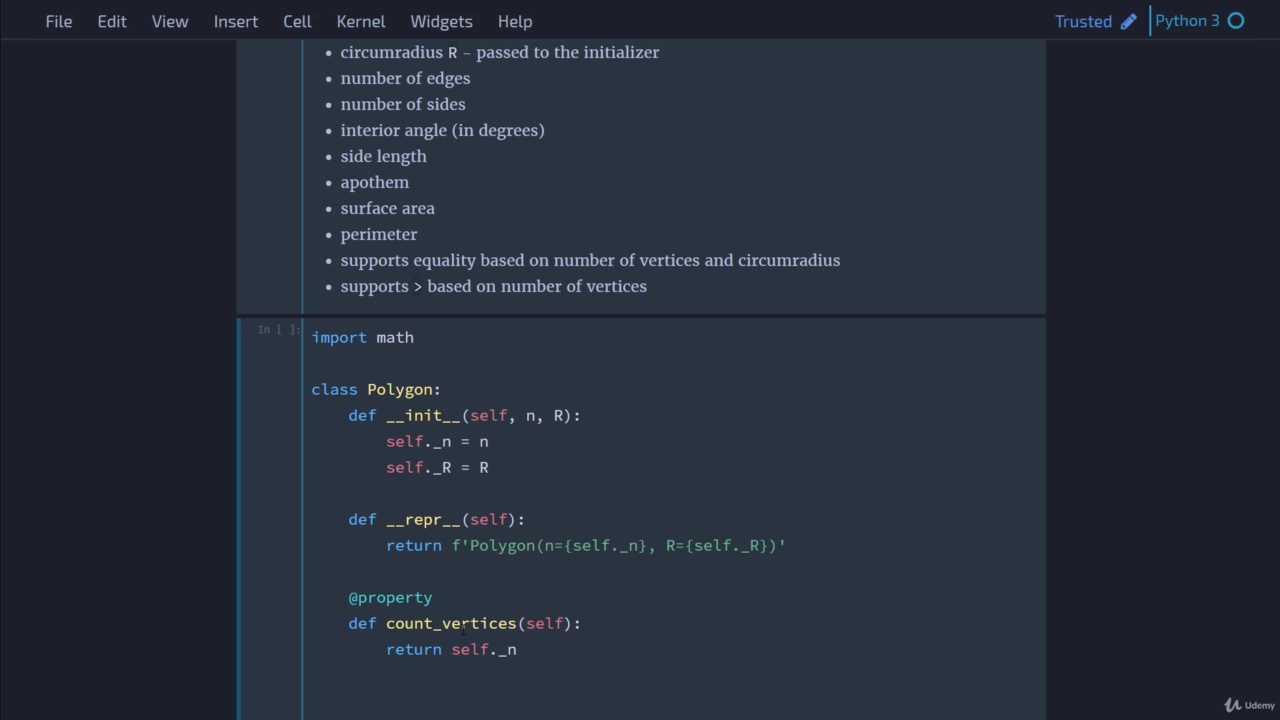 File Edit View Insert Cell Kernel Widgets Help Trusted Python 3
circumradius R - passed to the initializer
number of edges
number of sides
interior angle (in degrees)
side length
apothem
surface area
perimeter
supports equality based on number of vertices and circumradius
supports > based on number of vertices
In [ ]:
import math
class Polygon:
    def __init__(self, n, R):
        self._n = n
        self._R = R
    def __repr__(self):
        return f'Polygon(n={self._n}, R={self._R})'
    @property
    def count_vertices(self):
        return self._n
Udemy